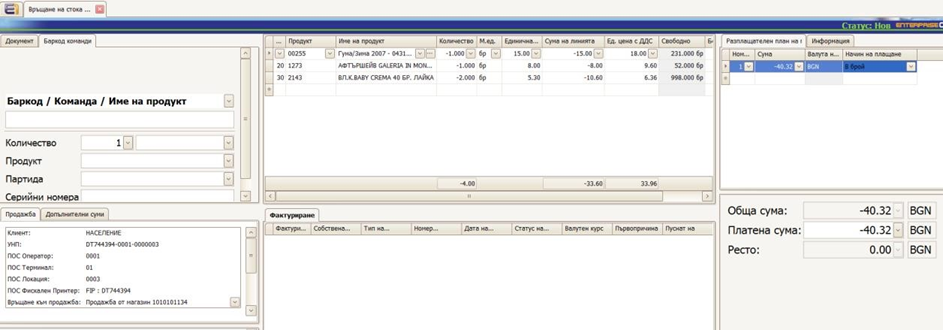 Връщане на стока ...
Статус: Нов ENTERPRISE
Документ Баркод команди
Баркод / Команда / Име на продукт
Количество 1
Продукт
Партида
Серийни номера
Продажба Допълнителни суми
Клиент: НАСЕЛЕНИЕ
УНП: DT744394-0001-0000003
ПОС Оператор: 0001
ПОС Терминал: 01
ПОС Локация: 0003
ПОС Фискален Принтер: FIP : DT744394
Връщане към продажба: Продажба от магазин 1010101134
... Продукт Име на продукт Количество М.ед. Единична... Сума на линията Ед. цена с ДДС Свободно
00255 Гума/Зима 2007 - 0431... -1.000 бр 15.00 -15.00 18.00 231.000 бр
20 1273 АФТЪРШЕЙВ GALERIA IN MON... -1.000 бр 8.00 -8.00 9.60 52.000 бр
30 2143 ВЛ.К.BABY CREMA 40 БР. ЛАЙКА -2.000 бр 5.30 -10.60 6.36 998.000 бр
-4.00 -33.60 33.96
Фактуриране
Фактури... Собствена... Тип на... Номер... Дата на... Статус на... Валутен курс Първопричина Пуснат на
Разплащателен план на г Информация
Ном... Сума Валута н... Начин на плащане
1 -40.32 BGN В брой
Обща сума: -40.32 BGN
Платена сума: -40.32 BGN
Ресто: 0.00 BGN